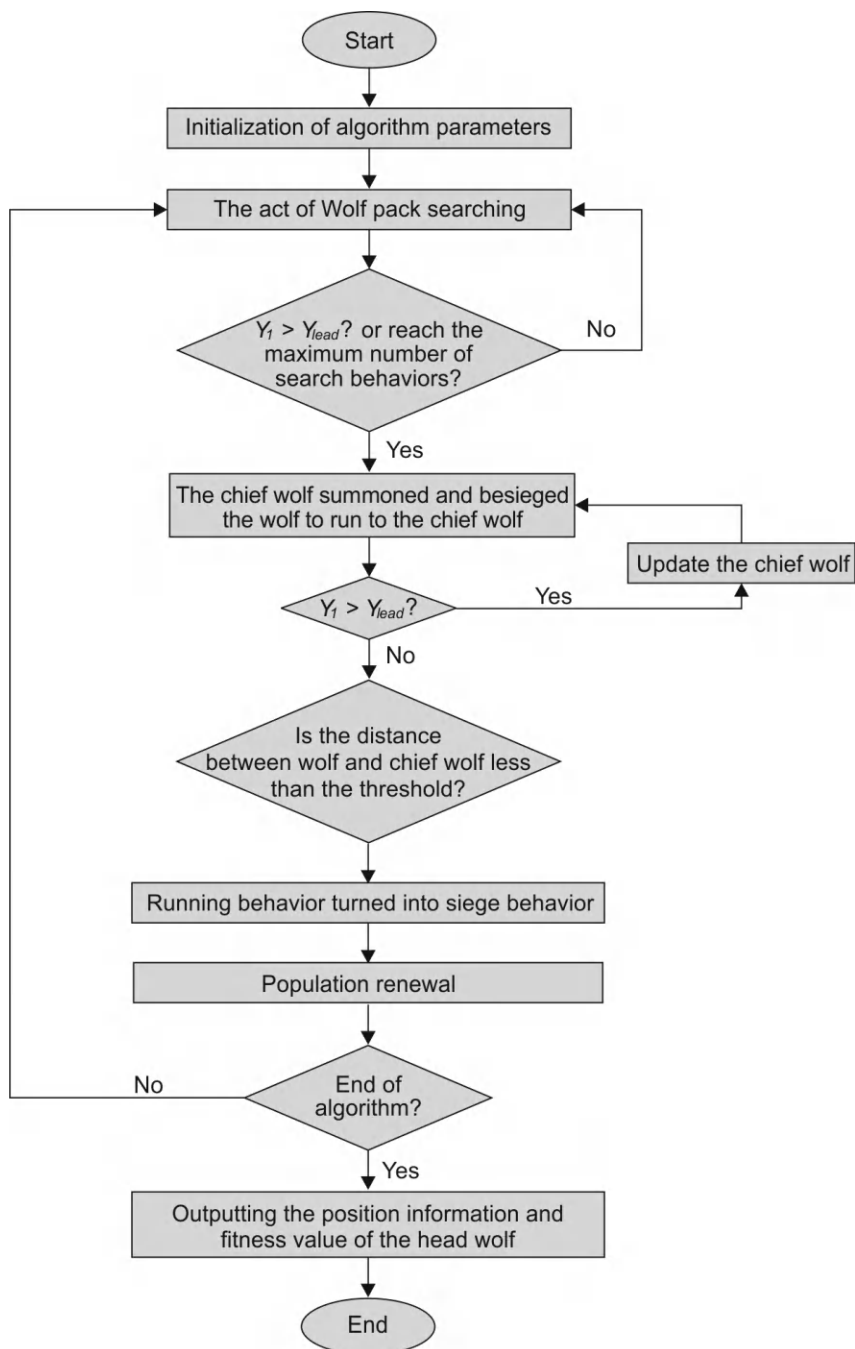 Start
Initialization of algorithm parameters
The act of Wolf pack searching
Y₁ > Yₗₑₐd? or reach the
maximum number of
search behaviors?
No
Yes
The chief wolf summoned and besieged
the wolf to run to the chief wolf
Update the chief wolf
Y₁ > Yₗₑₐd?
Yes
No
Is the distance
between wolf and chief wolf less
than the threshold?
Running behavior turned into siege behavior
Population renewal
No
End of
algorithm?
Yes
Outputting the position information and
fitness value of the head wolf
End